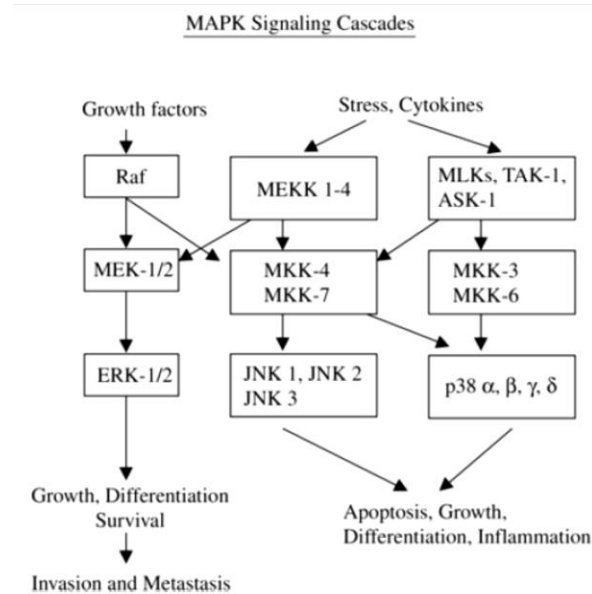 MAPK Signaling Cascades
Growth factors
Stress, Cytokines
Raf
MEKK 1-4
MLKs, TAK-1,
ASK-1
MEK-1/2
MKK-4
MKK-7
MKK-3
MKK-6
ERK-1/2
JNK 1, JNK 2
JNK 3
p38 α, β, γ, δ
Growth, Differentiation
Survival
Apoptosis, Growth,
Differentiation, Inflammation
Invasion and Metastasis